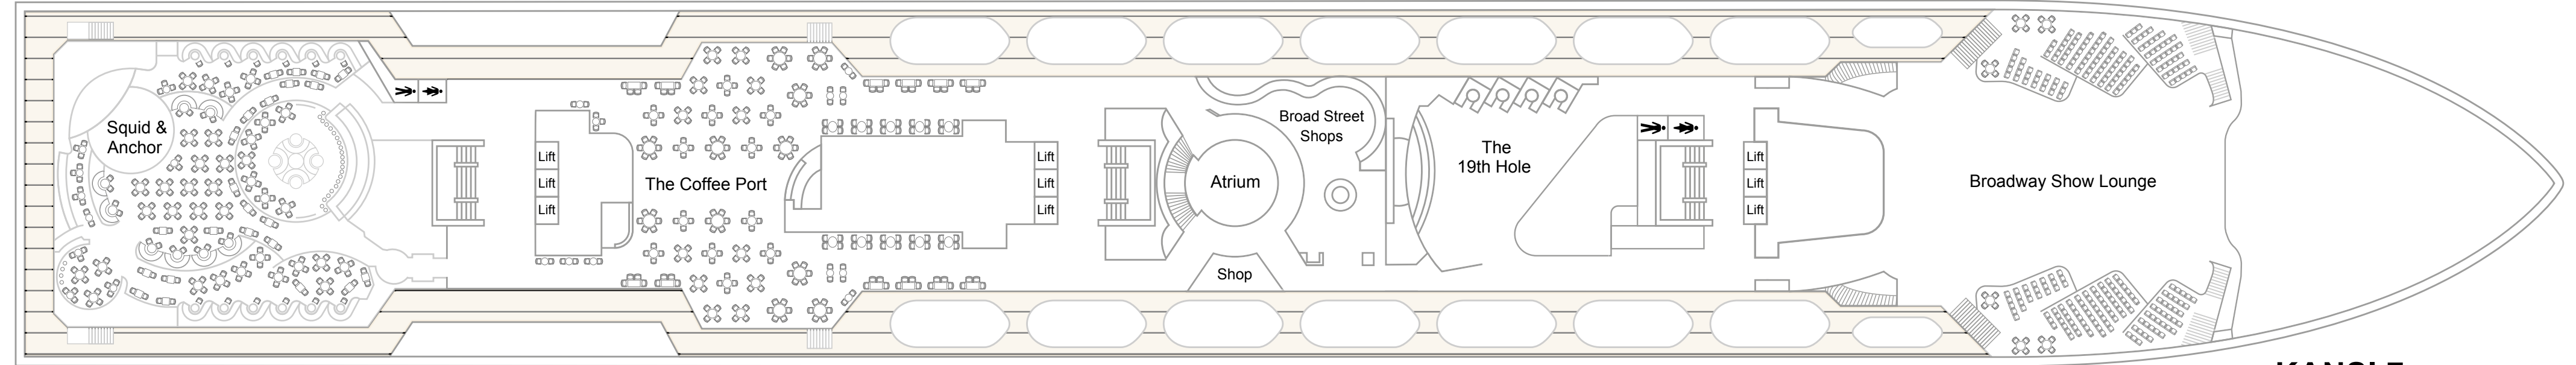 Squid &
Anchor
Lift
Lift
Lift
The Coffee Port
Lift
Lift
Lift
Atrium
Shop
Broad Street
Shops
The
19th Hole
Lift
Lift
Lift
Broadway Show Lounge